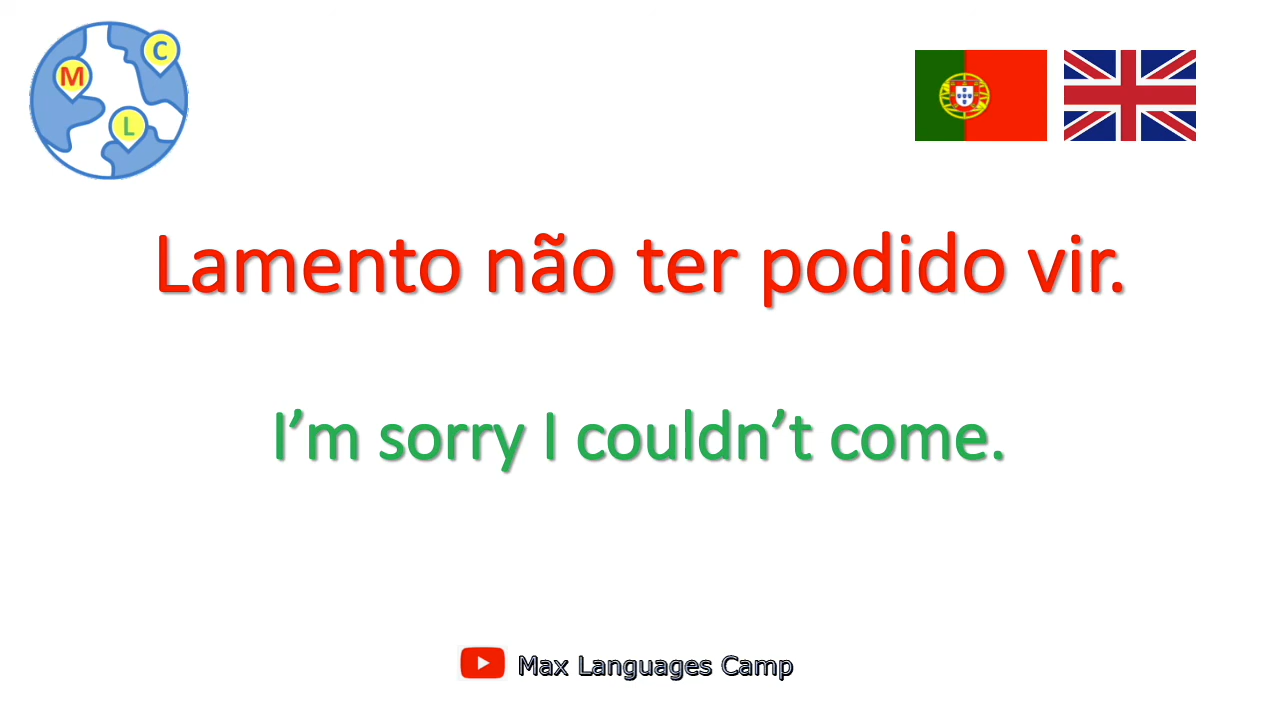 M
C
L
Lamento não ter podido vir.
I’m sorry I couldn’t come.
Max Languages Camp